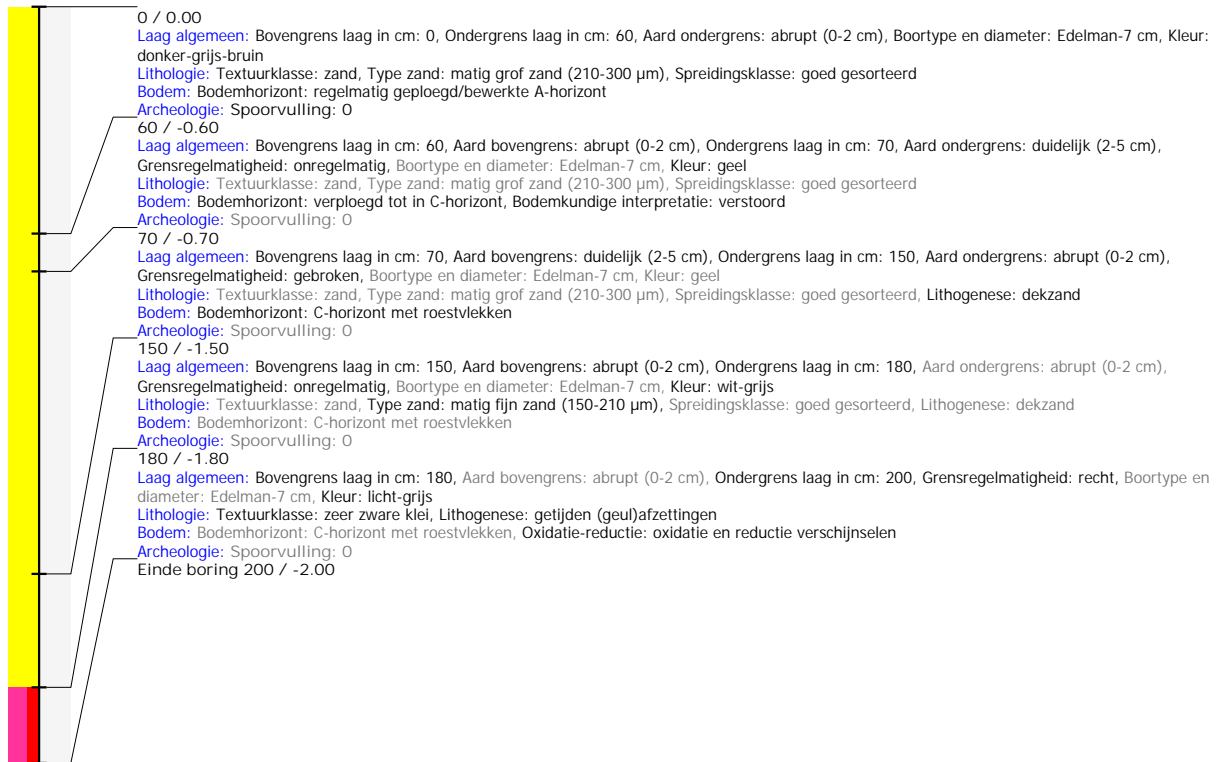 0 / 0.00
Laag algemeen: Bovengrens laag in cm: 0, Ondergrens laag in cm: 60, Aard ondergrens: abrupt (0-2 cm), Boortype en diameter: Edelman-7 cm, Kleur:
donker-grijs-bruin
Lithologie: Textuurklasse: zand, Type zand: matig grof zand (210-300 µm), Spreidingsklasse: goed gesorteerd
Bodem: Bodemhorizont: regelmatig geploegd/bewerkte A-horizont
Archeologie: Spoorvulling: 0
60 / -0.60
Laag algemeen: Bovengrens laag in cm: 60, Aard bovengrens: abrupt (0-2 cm), Ondergrens laag in cm: 70, Aard ondergrens: duidelijk (2-5 cm),
Grensregelmatigheid: onregelmatig, Boortype en diameter: Edelman-7 cm, Kleur: geel
Lithologie: Textuurklasse: zand, Type zand: matig grof zand (210-300 µm), Spreidingsklasse: goed gesorteerd
Bodem: Bodemhorizont: verploegd tot in C-horizont, Bodemkundige interpretatie: verstoord
Archeologie: Spoorvulling: 0
70 / -0.70
Laag algemeen: Bovengrens laag in cm: 70, Aard bovengrens: duidelijk (2-5 cm), Ondergrens laag in cm: 150, Aard ondergrens: abrupt (0-2 cm),
Grensregelmatigheid: gebroken, Boortype en diameter: Edelman-7 cm, Kleur: geel
Lithologie: Textuurklasse: zand, Type zand: matig grof zand (210-300 µm), Spreidingsklasse: goed gesorteerd, Lithogenese: dekzand
Bodem: Bodemhorizont: C-horizont met roestvlekken
Archeologie: Spoorvulling: 0
150 / -1.50
Laag algemeen: Bovengrens laag in cm: 150, Aard bovengrens: abrupt (0-2 cm), Ondergrens laag in cm: 180, Aard ondergrens: abrupt (0-2 cm),
Grensregelmatigheid: onregelmatig, Boortype en diameter: Edelman-7 cm, Kleur: wit-grijs
Lithologie: Textuurklasse: zand, Type zand: matig fijn zand (150-210 µm), Spreidingsklasse: goed gesorteerd, Lithogenese: dekzand
Bodem: Bodemhorizont: C-horizont met roestvlekken
Archeologie: Spoorvulling: 0
180 / -1.80
Laag algemeen: Bovengrens laag in cm: 180, Aard bovengrens: abrupt (0-2 cm), Ondergrens laag in cm: 200, Grensregelmatigheid: recht, Boortype en
diameter: Edelman-7 cm, Kleur: licht-grijs
Lithologie: Textuurklasse: zeer zware klei, Lithogenese: getijden (geul)afzettingen
Bodem: Bodemhorizont: C-horizont met roestvlekken, Oxidatie-reductie: oxidatie en reductie verschijnselen
Archeologie: Spoorvulling: 0
Einde boring 200 / -2.00